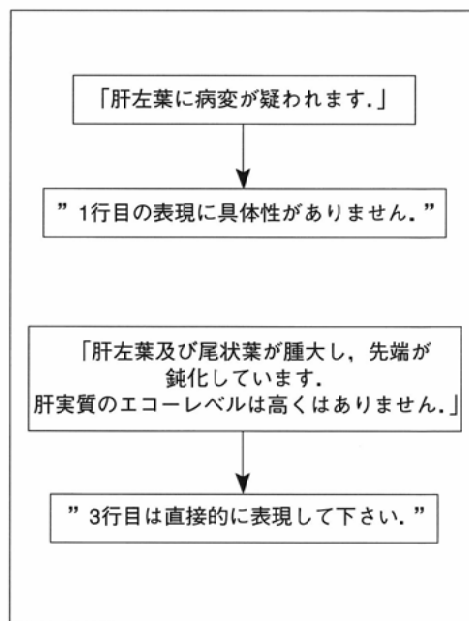 「肝左葉に病変が疑われます.」
” 1行目の表現に具体性がありません. ”
「肝左葉及び尾状葉が腫大し，先端が
鈍化しています.
肝実質のエコーレベルは高くはありません.」
” 3行目は直接的に表現して下さい. ”